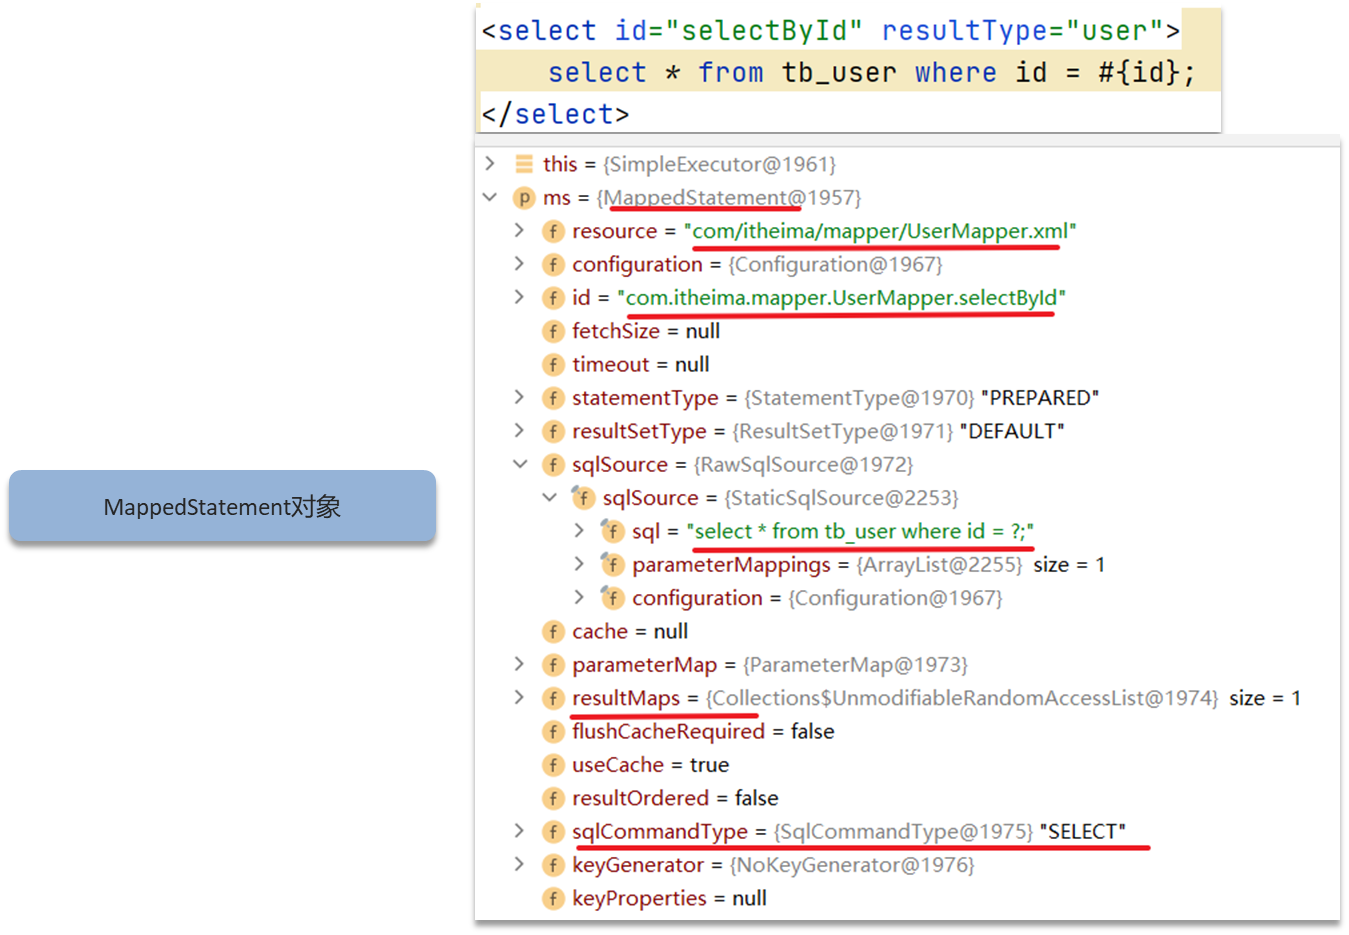 <select id="selectById" resultType="user">
select * from tb_user where id = #{id};
</select>
this = {SimpleExecutor@1961}
p ms = {MappedStatement@1957}
f resource = "com/itheima/mapper/UserMapper.xml"
f configuration = {Configuration@1967}
f id = "com.itheima.mapper.UserMapper.selectById"
f fetchSize = null
f timeout = null
f statementType = {StatementType@1970} "PREPARED"
f resultSetType = {ResultSetType@1971} "DEFAULT"
f sqlSource = {RawSqlSource@1972}
f sqlSource = {StaticSqlSource@2253}
MappedStatement对象
f sql = "select * from tb_user where id = ?;"
f parameterMappings = {ArrayList@2255} size = 1
f configuration = {Configuration@1967}
f cache = null
f parameterMap = {ParameterMap@1973}
f resultMaps = {Collections$UnmodifiableRandomAccessList@1974} size = 1
f flushCacheRequired = false
f useCache = true
f resultOrdered = false
f sqlCommandType = {SqlCommandType@1975} "SELECT"
f keyGenerator = {NoKeyGenerator@1976}
f keyProperties = null